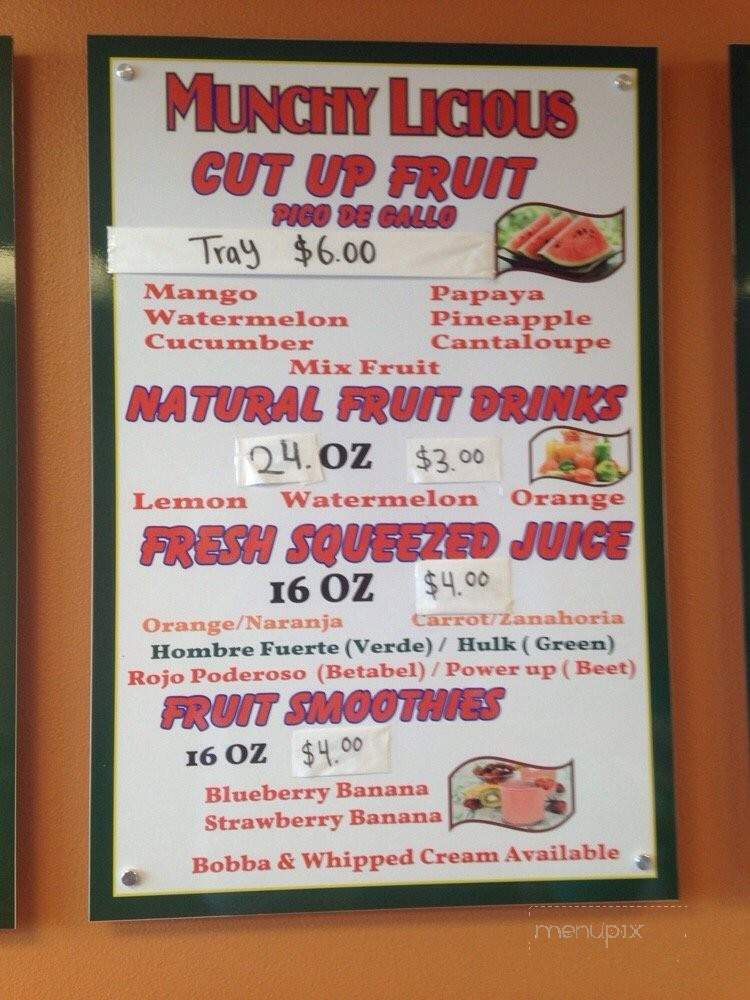 MUNCHY LICIOUS
CUT UP FRUIT
PICO DE GALLO
Tray $6.00
Mango Papaya
Watermelon Pineapple
Cucumber Cantaloupe
Mix Fruit
NATURAL FRUIT DRINKS
24. OZ $3.00
Lemon Watermelon Orange
FRESH SQUEEZED JUICE
16 OZ $4.00
Orange/Naranja Carrot/Zanahoria
Hombre Fuerte (Verde) / Hulk ( Green)
Rojo Poderoso (Betabel) / Power up ( Beet)
FRUIT SMOOTHIES
16 OZ $4.00
Blueberry Banana
Strawberry Banana
Bobba & Whipped Cream Available
menupix